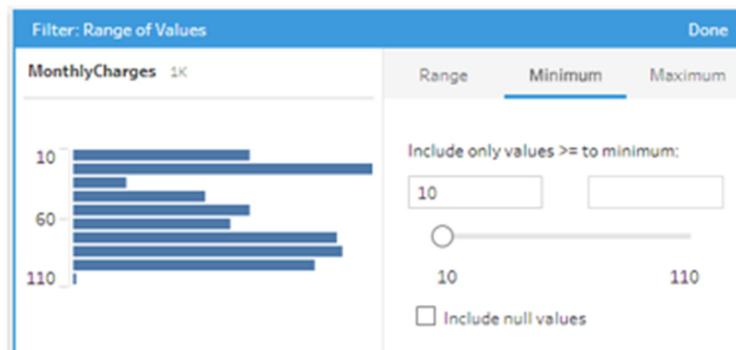 Filter: Range of Values Done
MonthlyCharges 1K
Range Minimum Maximum
10
60
110
Include only values >= to minimum:
10
10 110
Include null values